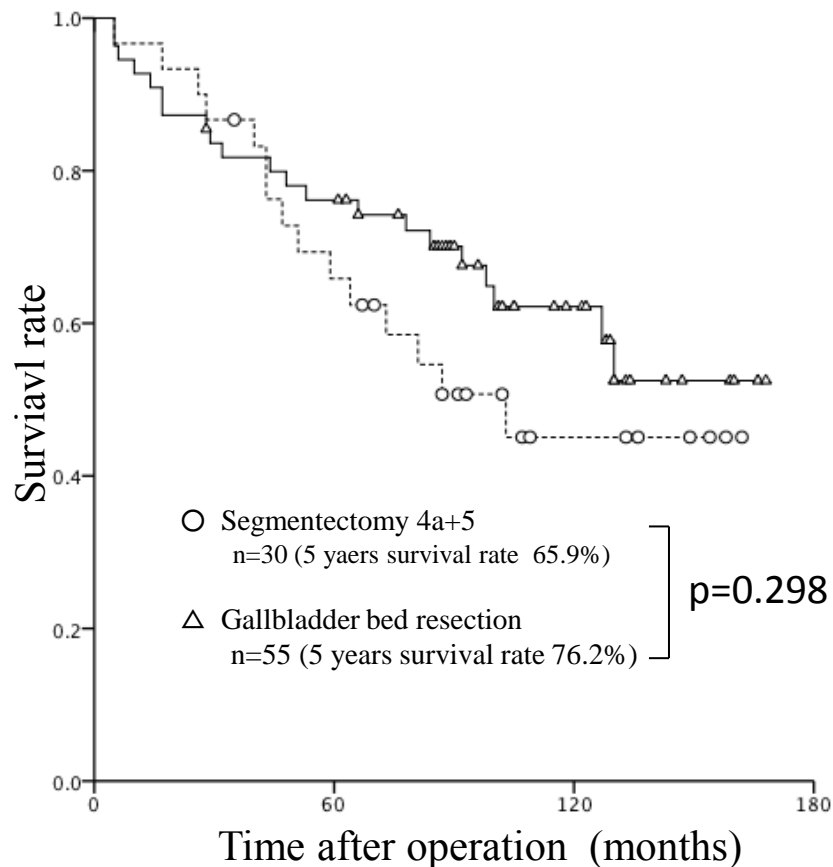 1.0
0.8
0.6
0.4
0.2
0.0
Surviavl rate
Segmentectomy 4a+5
n=30 (5 yaers survival rate 65.9%)
Gallbladder bed resection
n=55 (5 years survival rate 76.2%)
p=0.298
0
60
120
180
Time after operation (months)